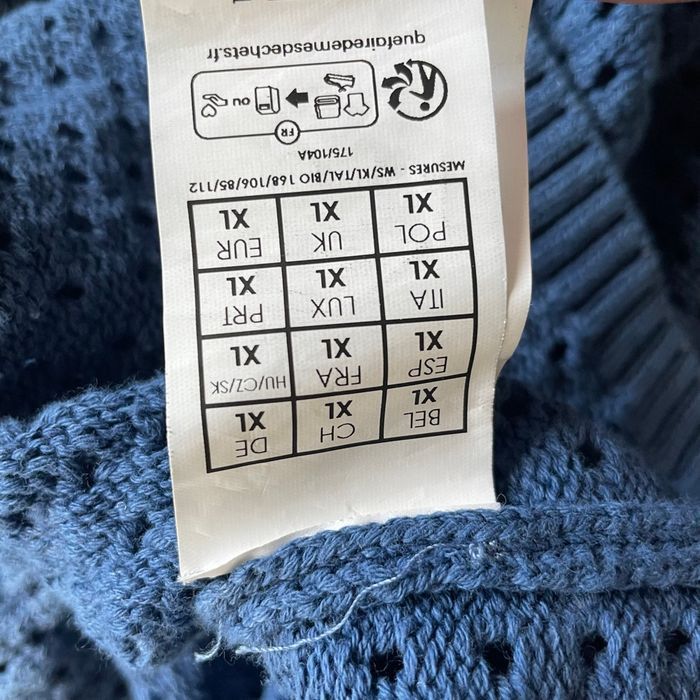 BEL CH DE
XL XL XL
ESP FRA HU/CZ/SK
XL XL XL
ITA LUX PRT
XL XL XL
POL UK EUR
XL XL XL
MESURES - WS/KL/TAL/BIO 168/106/85/112
175/104A
FR
ou
quefairedemesdechets.fr